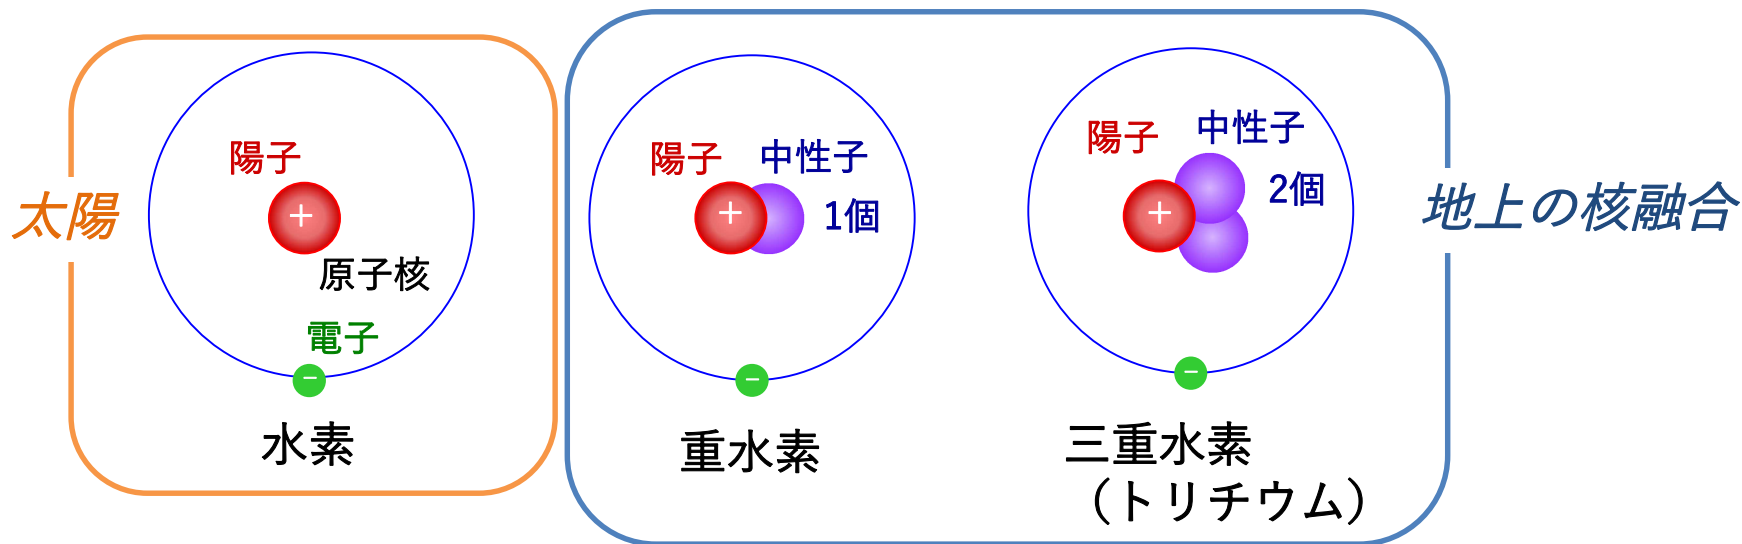 太陽
陽子
+
原子核
電子
−
水素
陽子
中性子
1個
+
−
重水素
陽子
中性子
2個
+
−
三重水素
（トリチウム）
地上の核融合